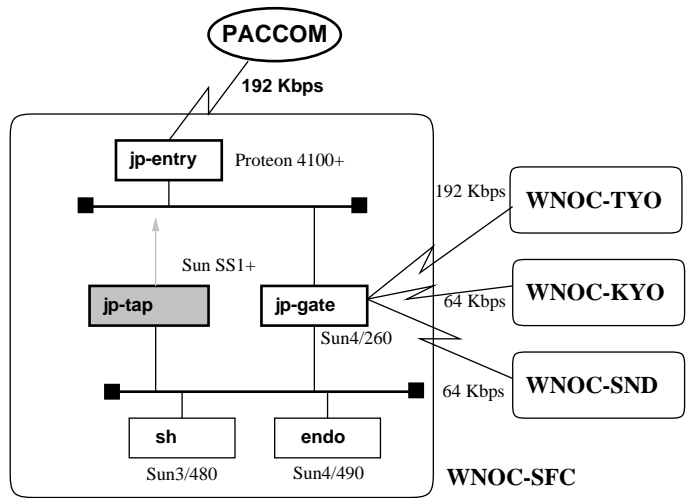 PACCOM
192 Kbps
jp-entry
Proteon 4100+
192 Kbps
WNOC-TYO
Sun SS1+
jp-tap
jp-gate
WNOC-KYO
64 Kbps
Sun4/260
64 Kbps
WNOC-SND
sh
endo
Sun3/480
Sun4/490
WNOC-SFC